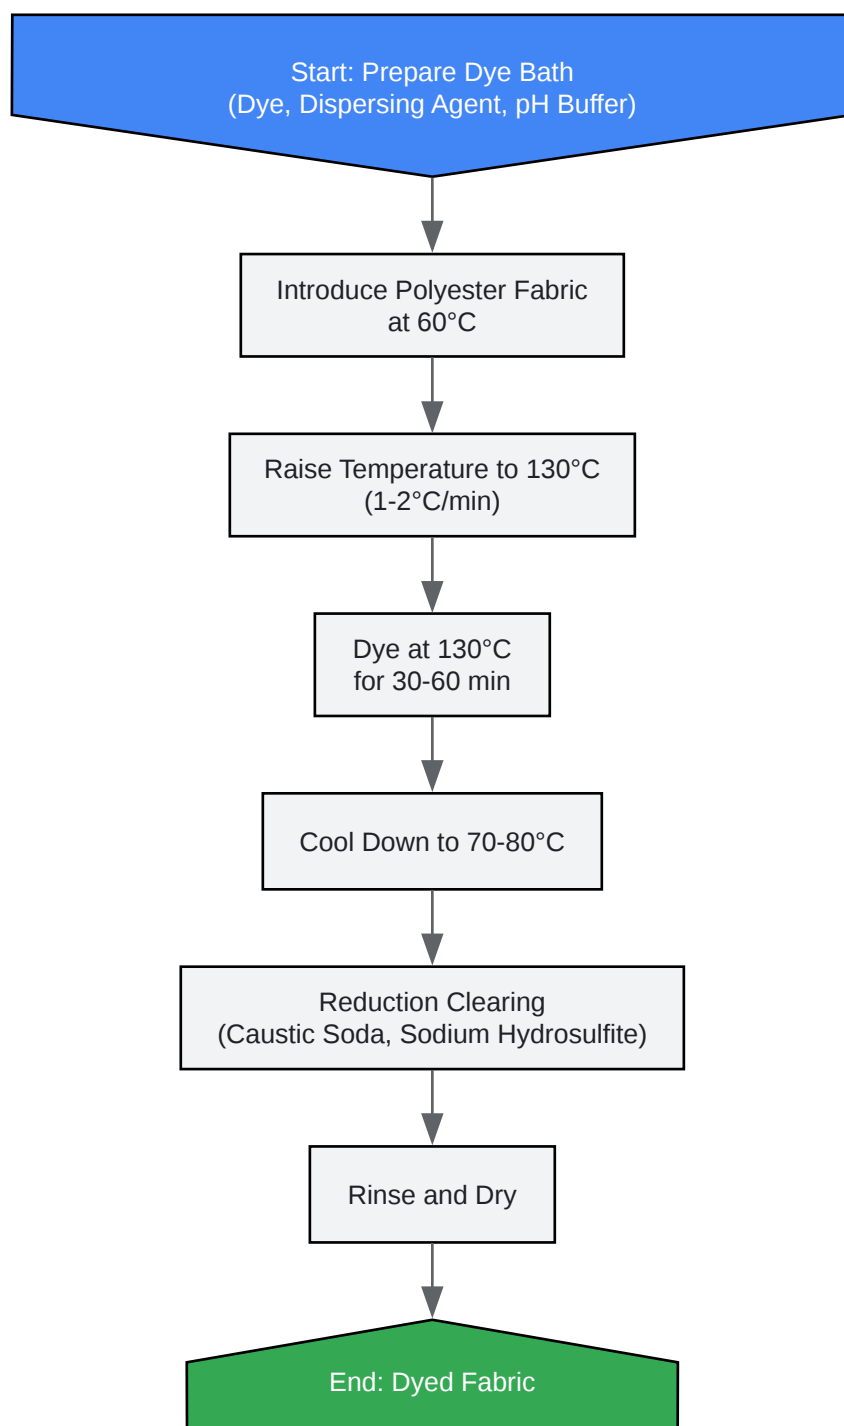 Start: Prepare Dye Bath
(Dye, Dispersing Agent, pH Buffer)
Introduce Polyester Fabric
at 60°C
Raise Temperature to 130°C
(1-2°C/min)
Dye at 130°C
for 30-60 min
Cool Down to 70-80°C
Reduction Clearing
(Caustic Soda, Sodium Hydrosulfite)
Rinse and Dry
End: Dyed Fabric